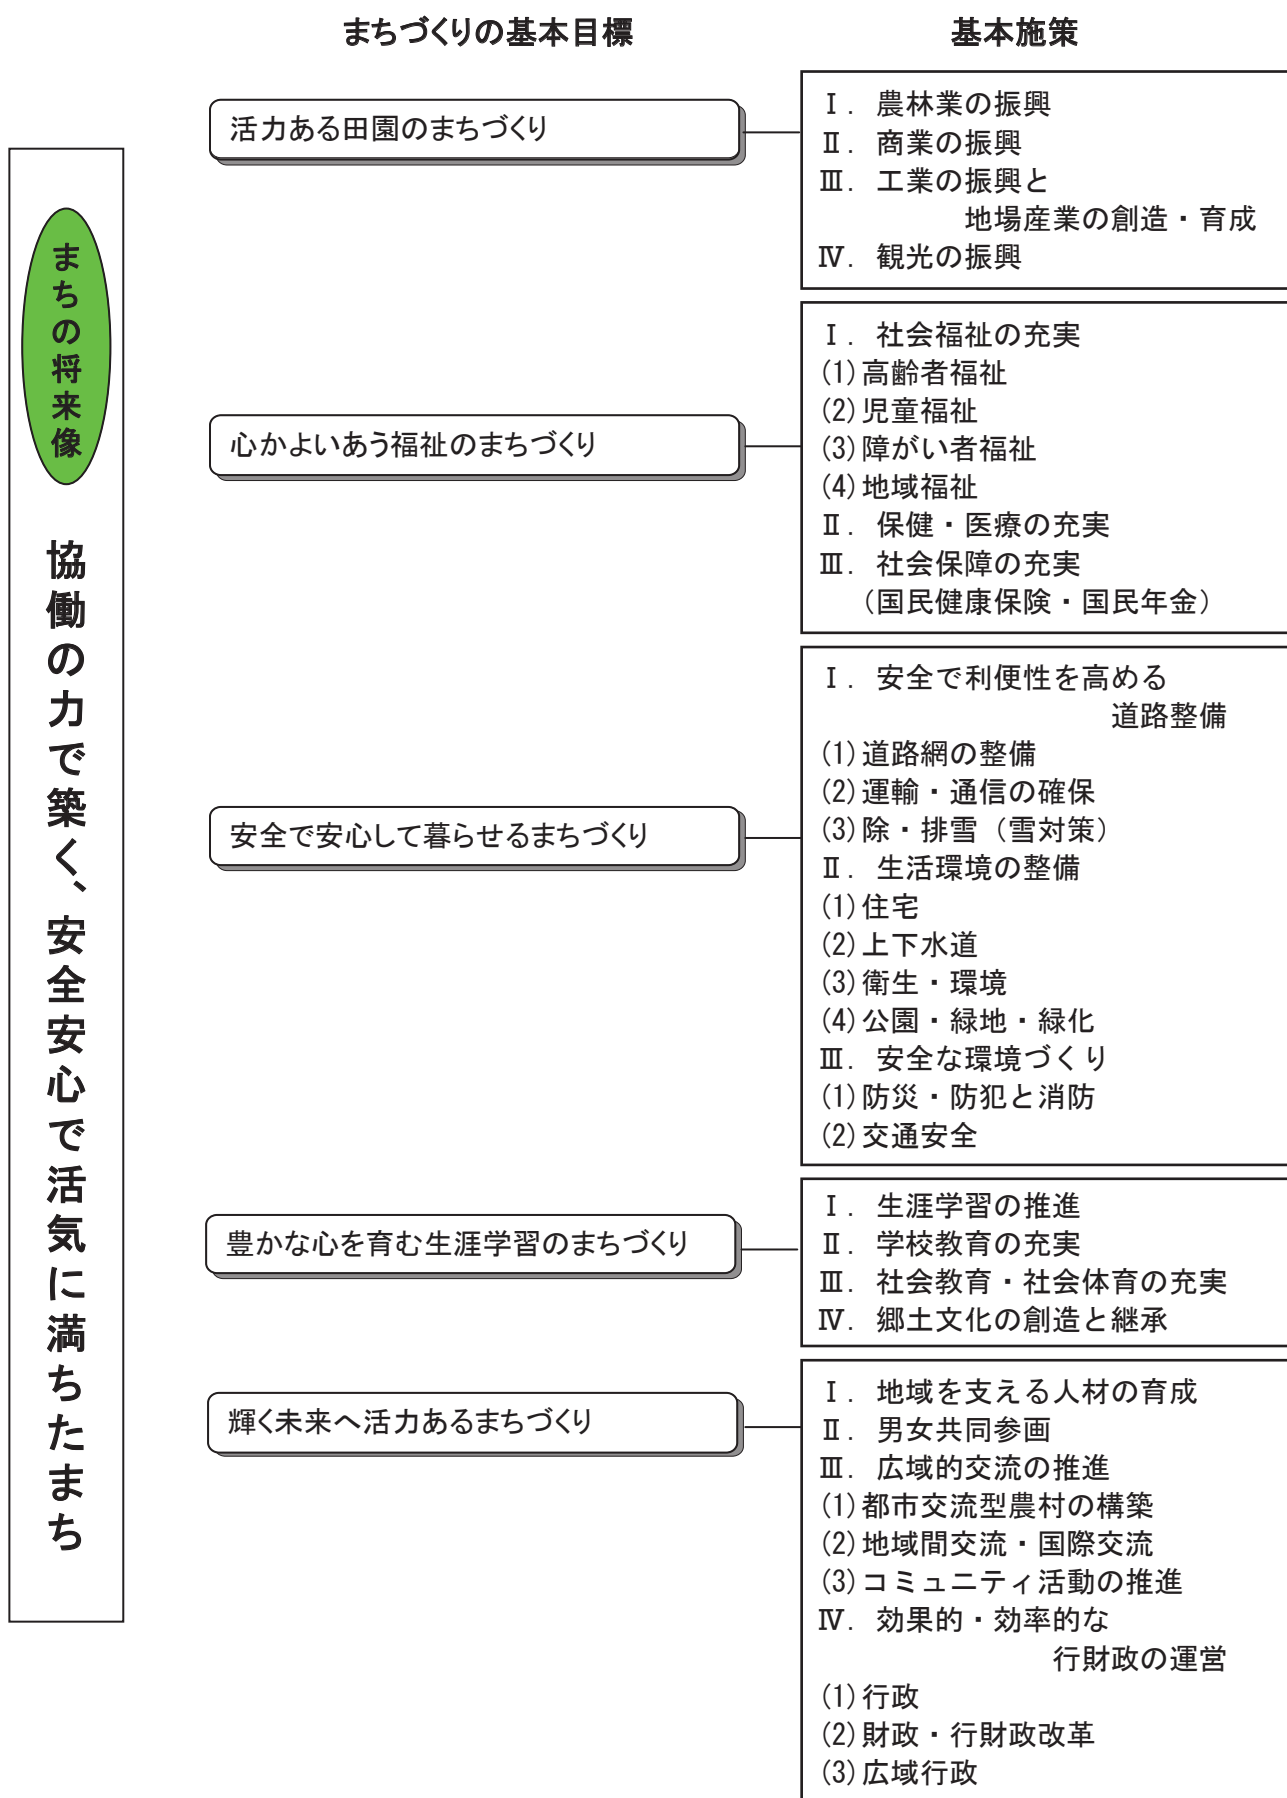 まちづくりの基本目標
基本施策
まちの将来像
協働の力で築く、安全安心で活気に満ちたまち
活力ある田園のまちづくり
Ⅰ．農林業の振興
Ⅱ．商業の振興
Ⅲ．工業の振興と
地場産業の創造・育成
Ⅳ．観光の振興
心かよいあう福祉のまちづくり
Ⅰ．社会福祉の充実
(1)高齢者福祉
(2)児童福祉
(3)障がい者福祉
(4)地域福祉
Ⅱ．保健・医療の充実
Ⅲ．社会保障の充実
（国民健康保険・国民年金）
安全で安心して暮らせるまちづくり
Ⅰ．安全で利便性を高める
道路整備
(1)道路網の整備
(2)運輸・通信の確保
(3)除・排雪（雪対策）
Ⅱ．生活環境の整備
(1)住宅
(2)上下水道
(3)衛生・環境
(4)公園・緑地・緑化
Ⅲ．安全な環境づくり
(1)防災・防犯と消防
(2)交通安全
豊かな心を育む生涯学習のまちづくり
Ⅰ．生涯学習の推進
Ⅱ．学校教育の充実
Ⅲ．社会教育・社会体育の充実
Ⅳ．郷土文化の創造と継承
輝く未来へ活力あるまちづくり
Ⅰ．地域を支える人材の育成
Ⅱ．男女共同参画
Ⅲ．広域的交流の推進
(1)都市交流型農村の構築
(2)地域間交流・国際交流
(3)コミュニティ活動の推進
Ⅳ．効果的・効率的な
行財政の運営
(1)行政
(2)財政・行財政改革
(3)広域行政